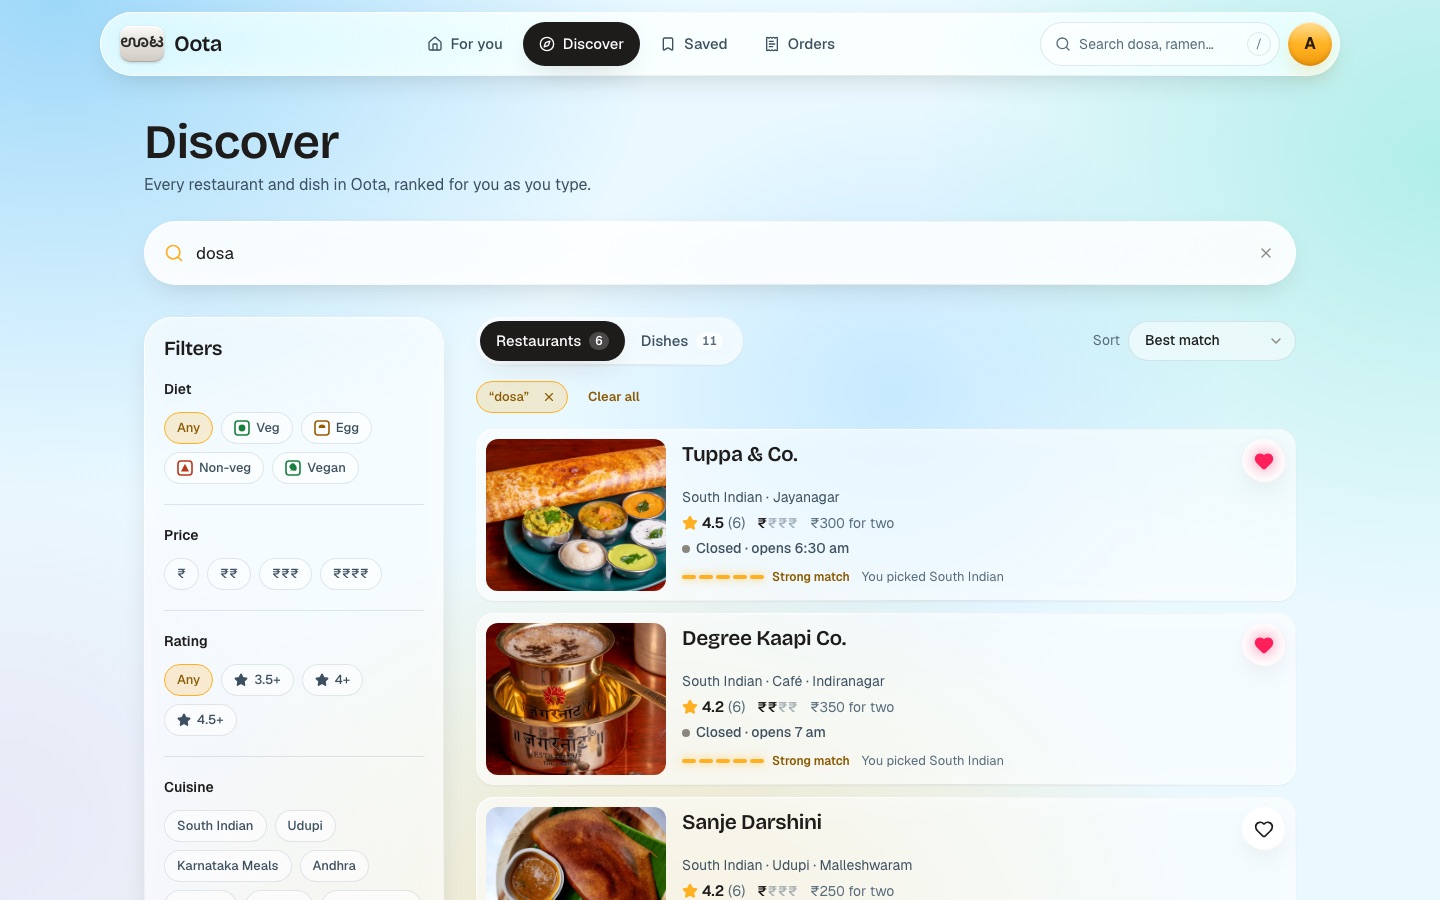 ಊಟ Oota
For you
Discover
Saved
Orders
Search dosa, ramen...
/
A
Discover
Every restaurant and dish in Oota, ranked for you as you type.
dosa
Filters
Diet
Any
Veg
Egg
Non-veg
Vegan
Price
₹
₹₹
₹₹₹
₹₹₹₹
Rating
Any
3.5+
4+
4.5+
Cuisine
South Indian
Udupi
Karnataka Meals
Andhra
Restaurants 6
Dishes 11
Sort
Best match
“dosa”
Clear all
Tuppa & Co.
South Indian · Jayanagar
4.5 (6) ₹₹₹₹ ₹300 for two
Closed · opens 6:30 am
Strong match You picked South Indian
जगरनॉट
॥जगरनाट॥
Degree Kaapi Co.
South Indian · Café · Indiranagar
4.2 (6) ₹₹₹₹ ₹350 for two
Closed · opens 7 am
Strong match You picked South Indian
Sanje Darshini
South Indian · Udupi · Malleshwaram
4.2 (6) ₹₹₹₹ ₹250 for two